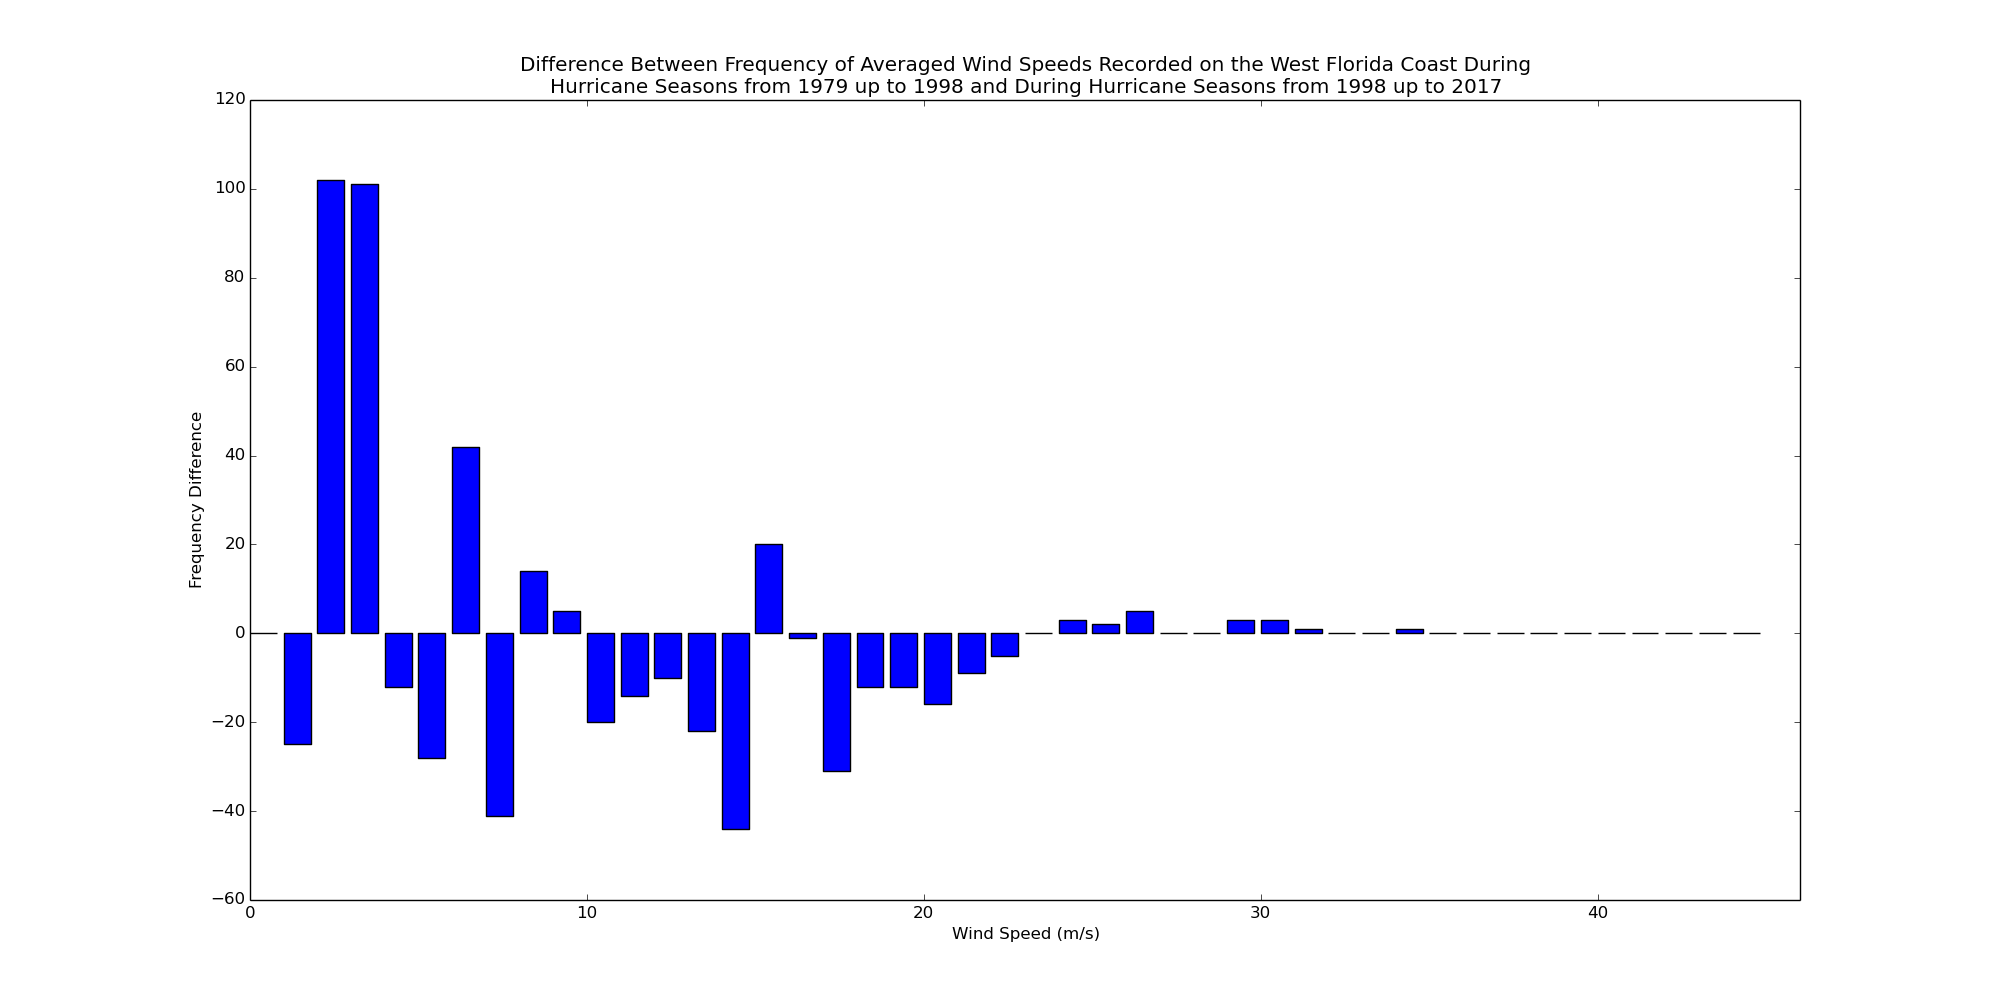 Difference Between Frequency of Averaged Wind Speeds Recorded on the West Florida Coast During
Hurricane Seasons from 1979 up to 1998 and During Hurricane Seasons from 1998 up to 2017
120
100
80
60
40
20
0
−20
−40
−60
Frequency Difference
0 10 20 30 40
Wind Speed (m/s)